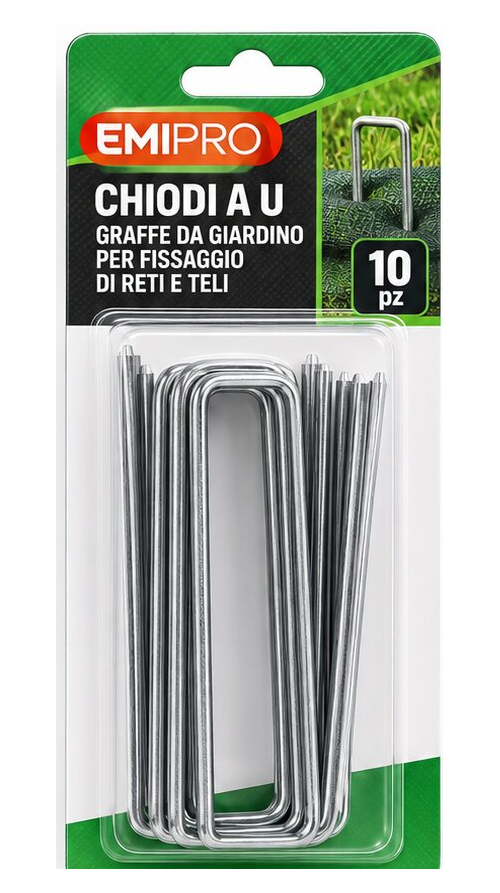 EMIPRO
CHIODI A U
GRAFFE DA GIARDINO
PER FISSAGGIO
DI RETI E TELI
10
pz